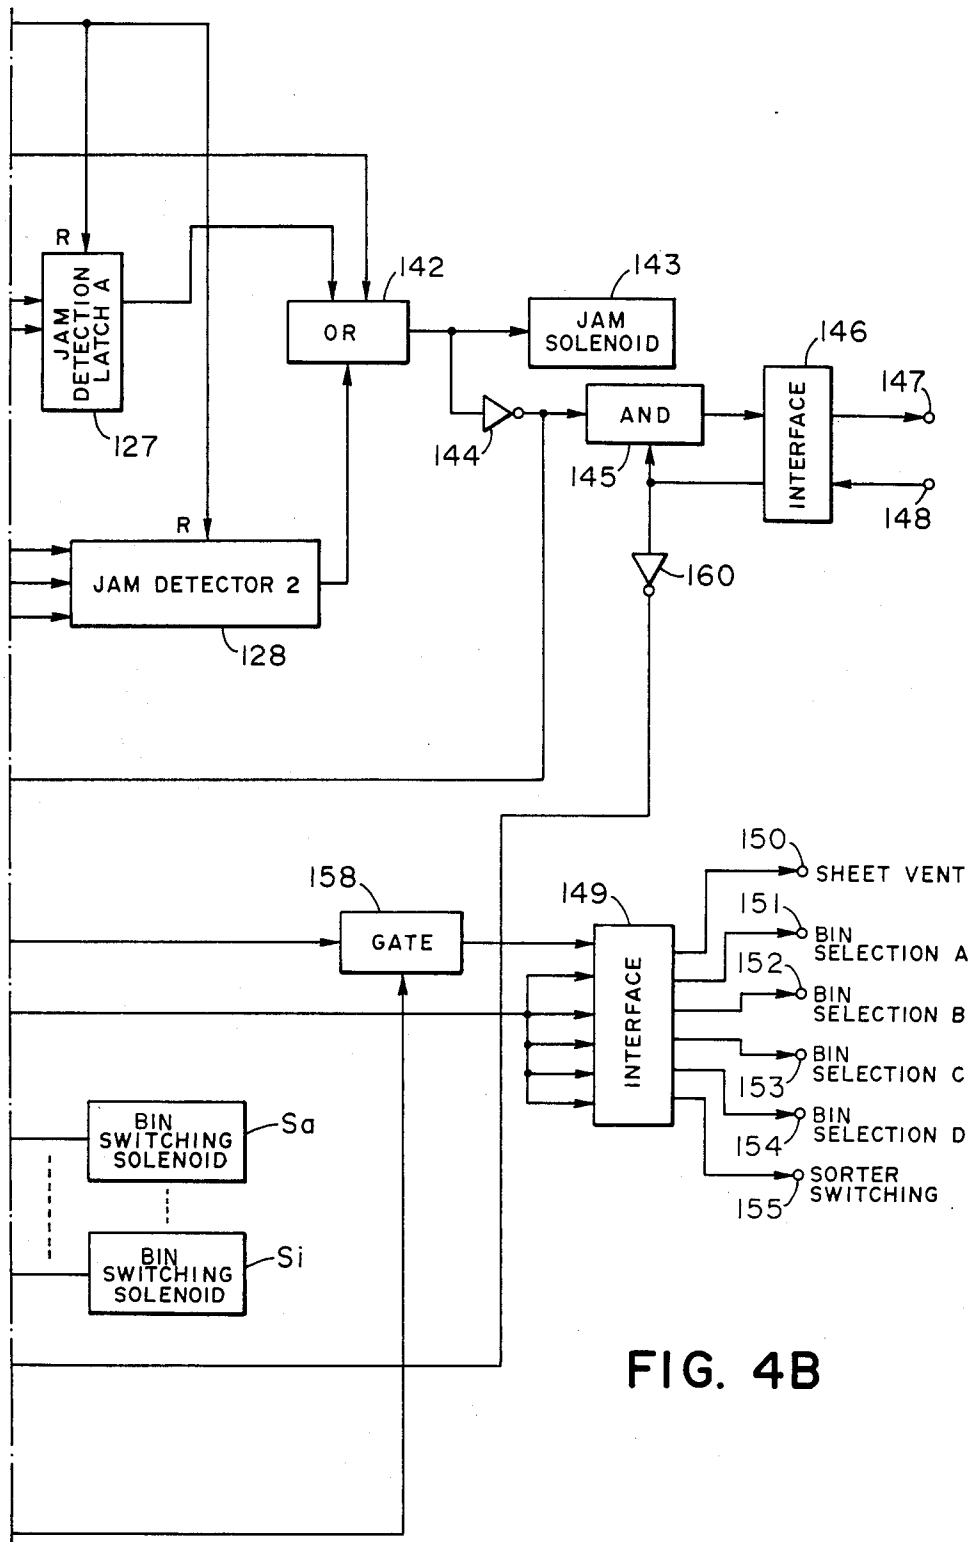 R
JAM
DETECTION
LATCH A
127
142
OR
143
JAM
SOLENOID
144
AND
145
146
INTERFACE
147
148
R
JAM DETECTOR 2
128
160
158
GATE
149
INTERFACE
150
SHEET VENT
151
BIN
SELECTION A
152
BIN
SELECTION B
153
BIN
SELECTION C
154
BIN
SELECTION D
155
SORTER
SWITCHING
BIN
SWITCHING
SOLENOID
Sa
BIN
SWITCHING
SOLENOID
Si
FIG. 4B